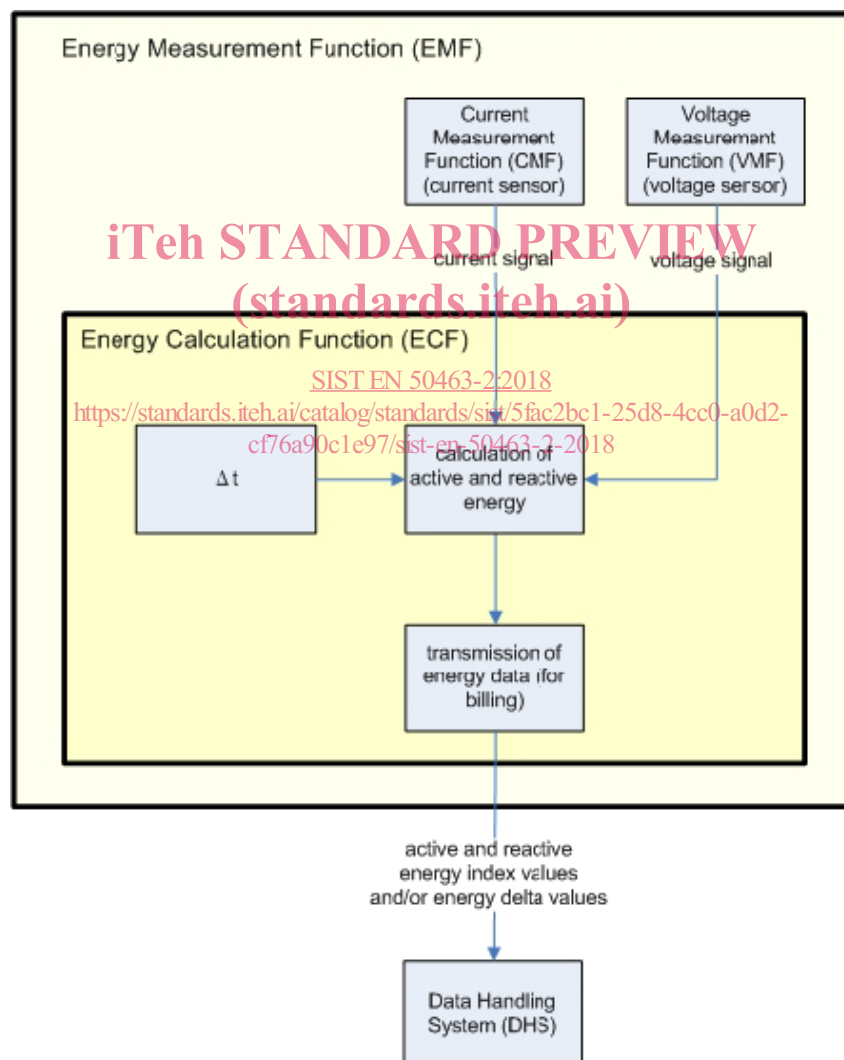 Energy Measurement Function (EMF)
Current
Measurement
Function (CMF)
(current sensor)
Voltage
Measurement
Function (VMF)
(voltage sensor)
iTeh STANDARD PREVIEW
current signal
voltage signal
(standards.iteh.ai)
Energy Calculation Function (ECF)
SIST EN 50463-2:2018
https://standards.iteh.ai/catalog/standards/sist/5fac2bc1-25d8-4cc0-a0d2-
cf76a90c1e97/sist-en-50463-2-2018
Δ t
calculation of
active and reactive
energy
transmission of
energy data (for
billing)
active and reactive
energy index values
and/or energy delta values
Data Handling
System (DHS)